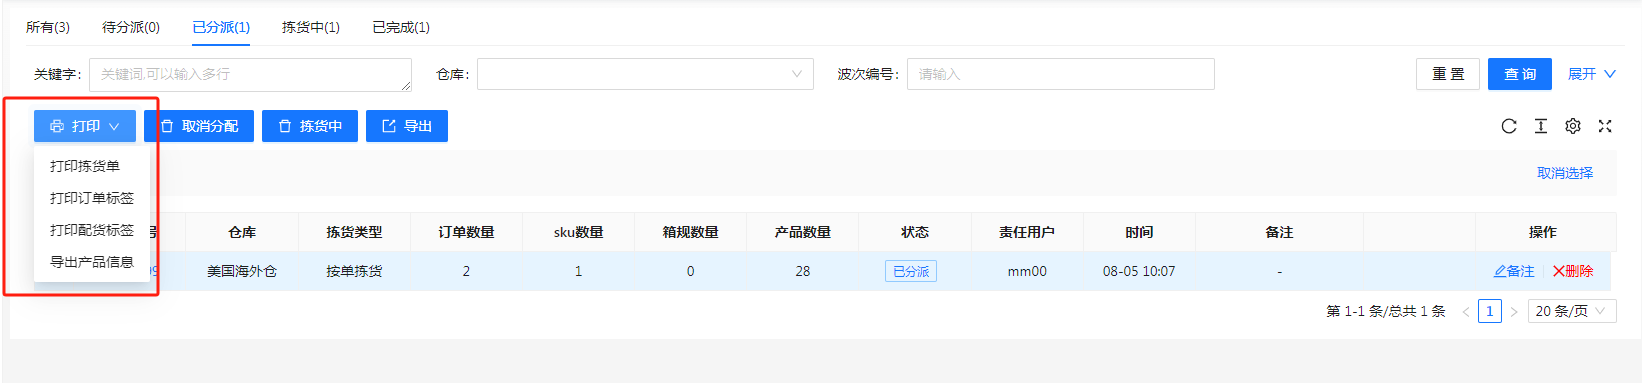 所有(3) 待分派(0) 已分派(1) 拣货中(1) 已完成(1)
关键字: 关键词,可以输入多行 仓库: 波次编号: 请输入 重 置 查 询 展开
打印 取消分配 拣货中 导出
打印拣货单
取消选择
打印订单标签
打印配货标签
号 仓库 拣货类型 订单数量 sku数量 箱规数量 产品数量 状态 责任用户 时间 备注 操作
导出产品信息
美国海外仓 按单拣货 2 1 0 28 已分派 mm00 08-05 10:07 - 备注 删除
第 1-1 条/总共 1 条 < 1 > 20 条/页